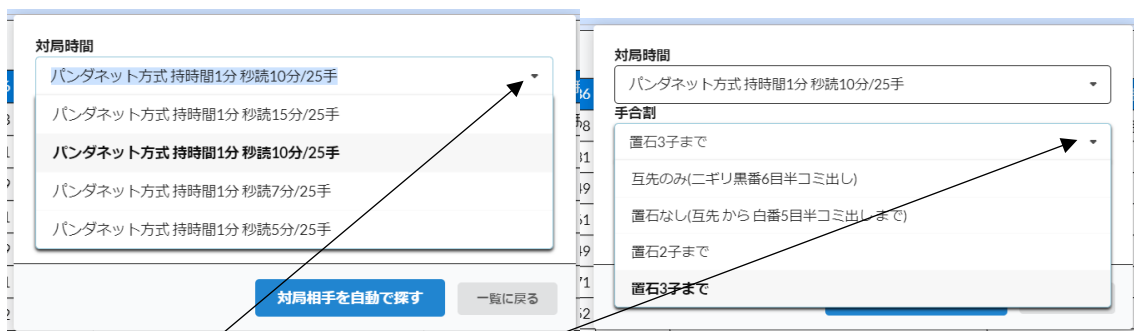 対局時間
パンダネット方式 持時間1分 秒読10分/25手
パンダネット方式 持時間1分 秒読15分/25手
パンダネット方式 持時間1分 秒読10分/25手
パンダネット方式 持時間1分 秒読7分/25手
パンダネット方式 持時間1分 秒読5分/25手
対局相手を自動で探す
一覧に戻る
対局時間
パンダネット方式 持時間1分 秒読10分/25手
手合割
置石3子まで
互先のみ(ニギリ黒番6目半コミ出し)
置石なし(互先 から 白番5目半コミ出し まで)
置石2子まで
置石3子まで